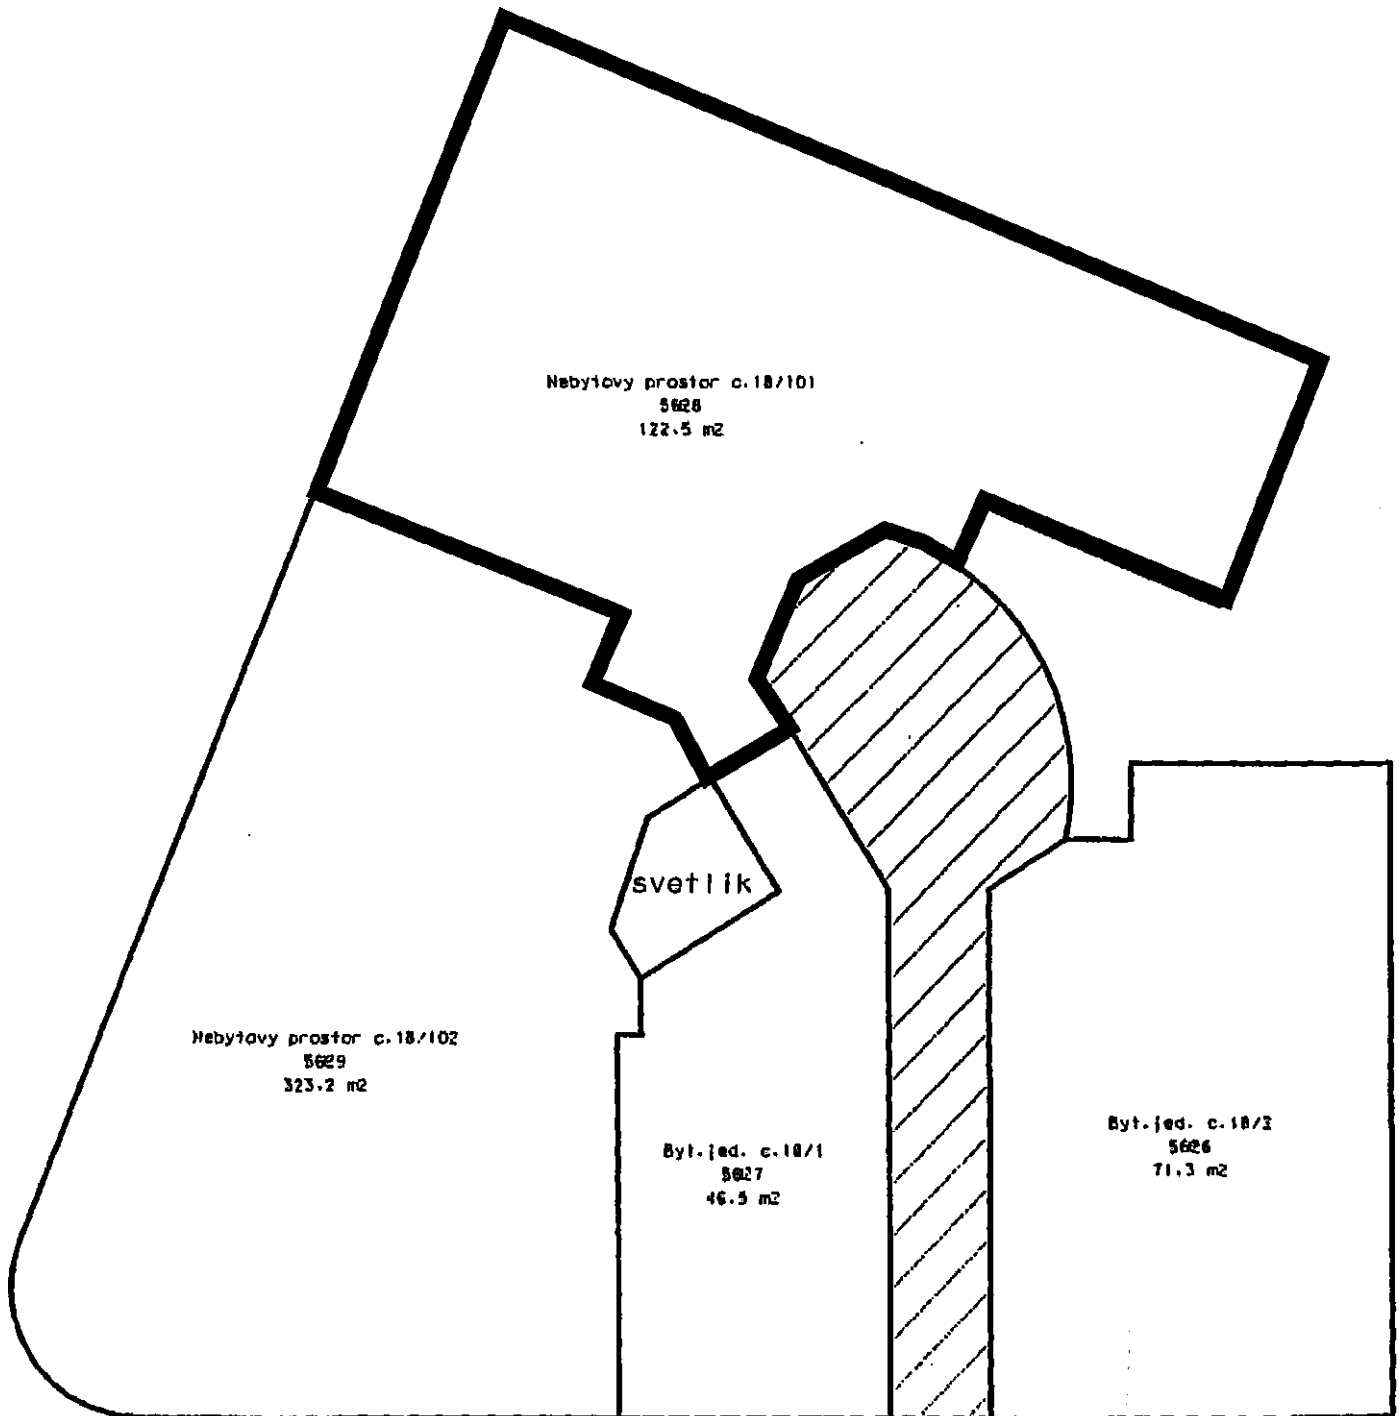 Nebytovy prostor c.18/101
5628
122.5 m2
svetlik
Nebytovy prostor c.18/102
5629
323.2 m2
Byt.jed. c.18/1
5627
46.5 m2
Byt.jed. c.18/2
5626
71.3 m2